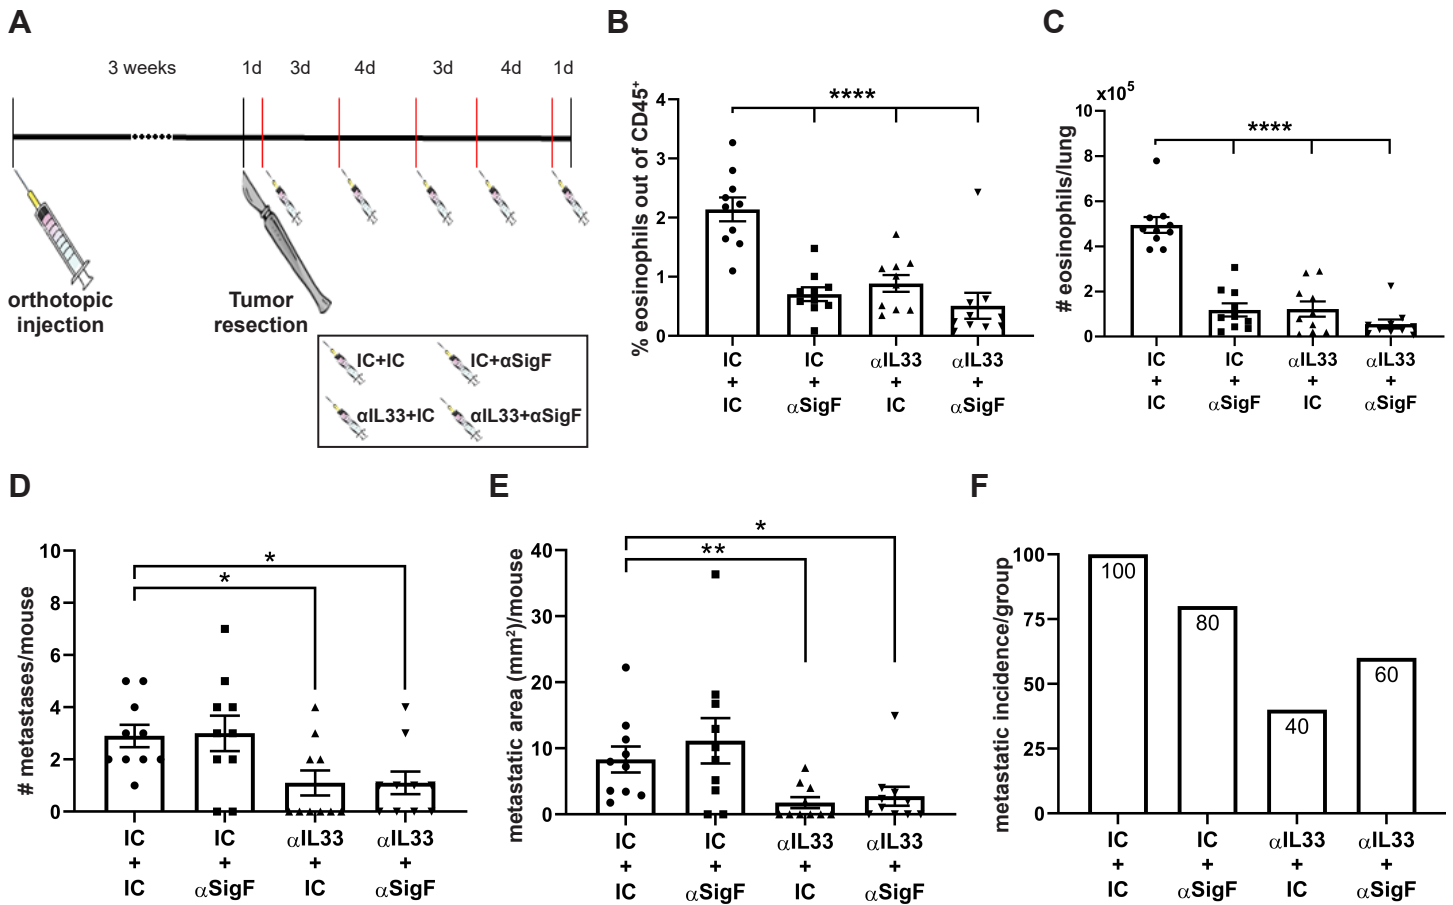 A
3 weeks
1d
3d
4d
3d
4d
1d
orthotopic
injection
Tumor
resection
IC+IC
IC+αSigF
αIL33+IC
αIL33+αSigF
B
% eosinophils out of CD45+
4
3
2
1
0
****
IC
+
IC
IC
+
αSigF
αIL33
+
IC
αIL33
+
αSigF
C
x10⁵
# eosinophils/lung
10
8
6
4
2
0
****
IC
+
IC
IC
+
αSigF
αIL33
+
IC
αIL33
+
αSigF
D
# metastases/mouse
10
8
6
4
2
0
*
*
IC
+
IC
IC
+
αSigF
αIL33
+
IC
αIL33
+
αSigF
E
metastatic area (mm²)/mouse
40
30
20
10
0
*
**
IC
+
IC
IC
+
αSigF
αIL33
+
IC
αIL33
+
αSigF
F
metastatic incidence/group
100
75
50
25
0
100
80
40
60
IC
+
IC
IC
+
αSigF
αIL33
+
IC
αIL33
+
αSigF